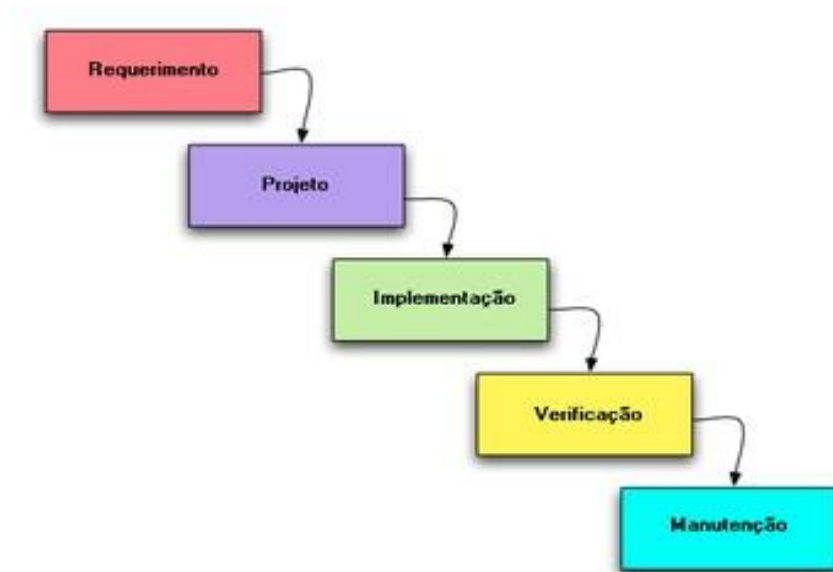 Requerimento
Projeto
Implementação
Verificação
Manutenção